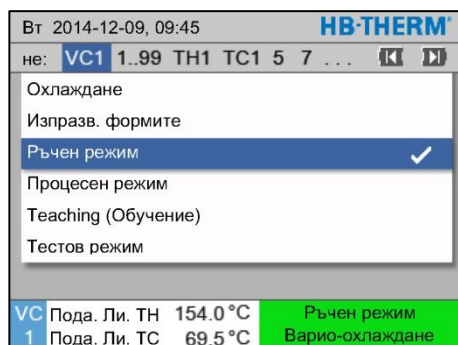 Вт 2014-12-09, 09:45 HB-THERM®
не: VC1 1..99 TH1 TC1 5 7 ...
Охлаждане
Изпразв. формите
Ръчен режим
Процесен режим
Teaching (Обучение)
Тестов режим
VC Пода. Ли. TH 154.0 °C Ръчен режим
1 Пода. Ли. TC 69.5 °C Варио-охлаждане